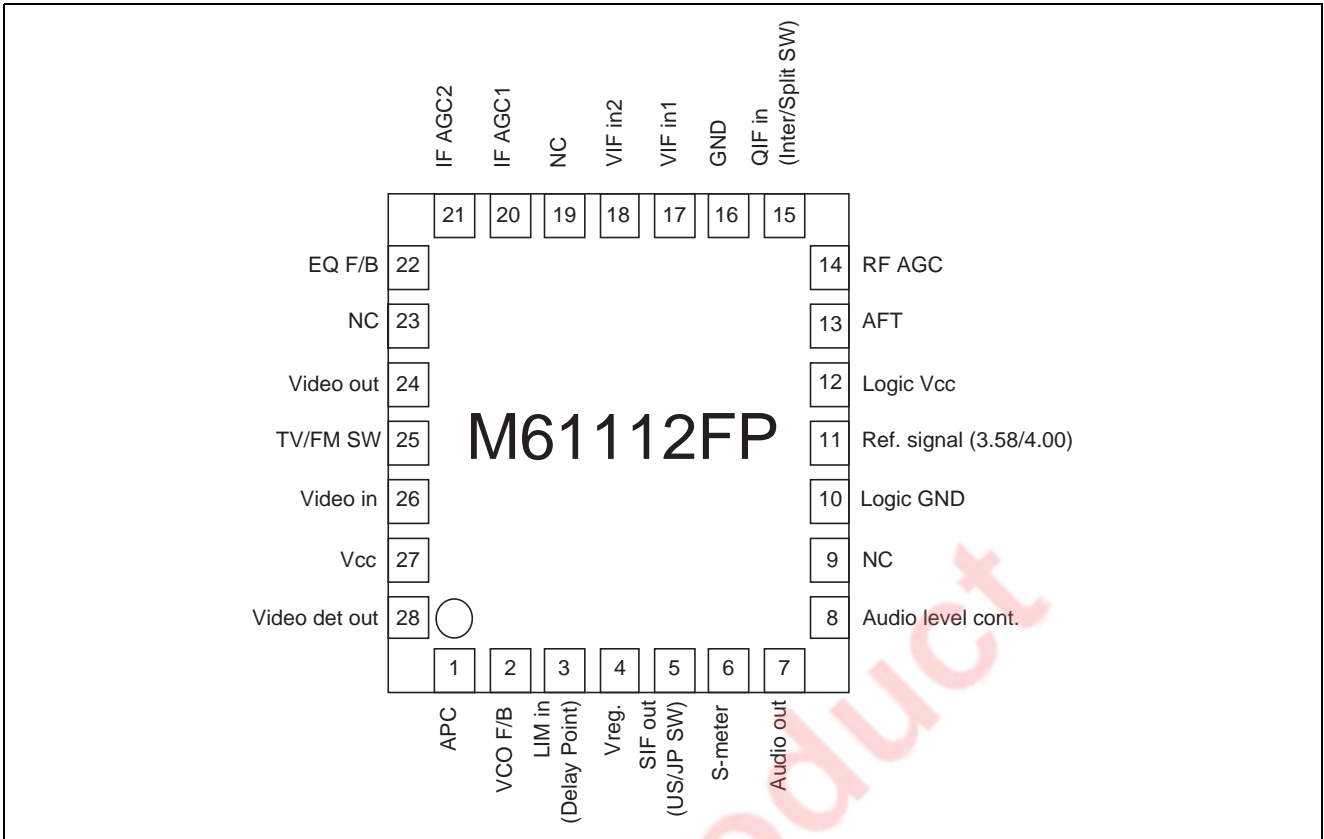 IF AGC2
IF AGC1
NC
VIF in2
VIF in1
GND
QIF in
(Inter/Split SW)
21 20 19 18 17 16 15
EQ F/B 22
NC 23
Video out 24
TV/FM SW 25
Video in 26
Vcc 27
Video det out 28
M61112FP
14 RF AGC
13 AFT
12 Logic Vcc
11 Ref. signal (3.58/4.00)
10 Logic GND
9 NC
8 Audio level cont.
1 2 3 4 5 6 7
APC
VCO F/B
LIM in
(Delay Point)
Vreg.
SIF out
(US/JP SW)
S-meter
Audio out
oduct